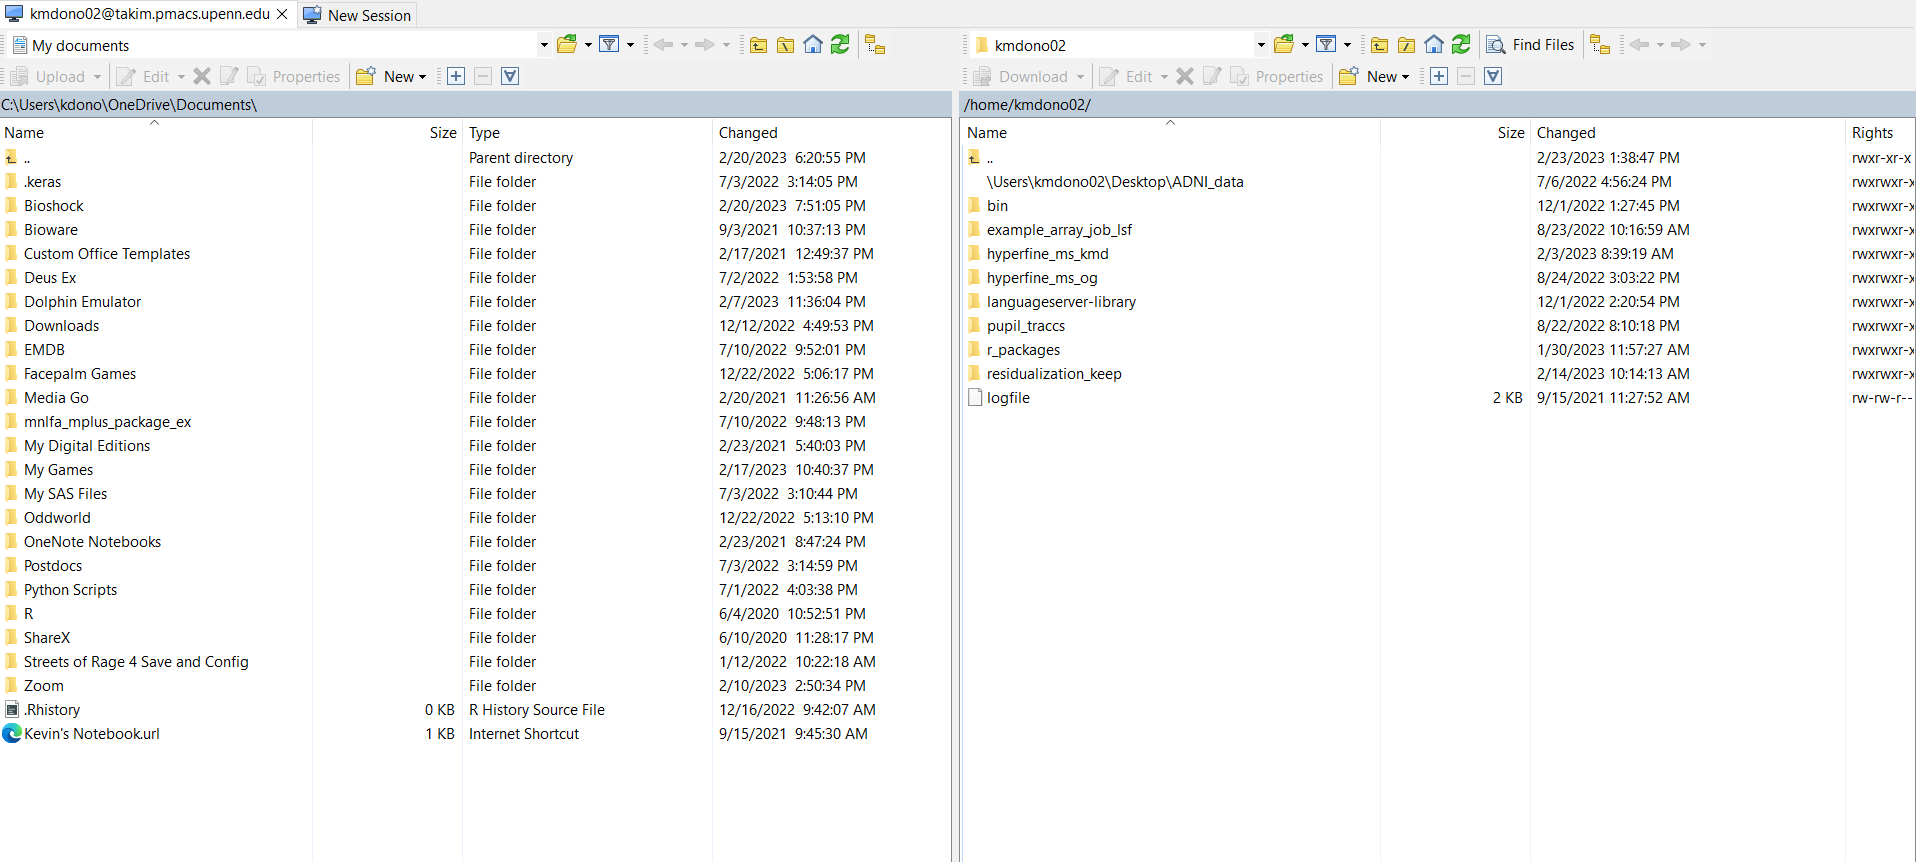 kmdono02@takim.pmacs.upenn.edu New Session
My documents
Upload Edit Properties New
C:\Users\kdono\OneDrive\Documents\
Name Size Type Changed
.. Parent directory 2/20/2023 6:20:55 PM
.keras File folder 7/3/2022 3:14:05 PM
Bioshock File folder 2/20/2023 7:51:05 PM
Bioware File folder 9/3/2021 10:37:13 PM
Custom Office Templates File folder 2/17/2021 12:49:37 PM
Deus Ex File folder 7/2/2022 1:53:58 PM
Dolphin Emulator File folder 2/7/2023 11:36:04 PM
Downloads File folder 12/12/2022 4:49:53 PM
EMDB File folder 7/10/2022 9:52:01 PM
Facepalm Games File folder 12/22/2022 5:06:17 PM
Media Go File folder 2/20/2021 11:26:56 AM
mnlfa_mplus_package_ex File folder 7/10/2022 9:48:13 PM
My Digital Editions File folder 2/23/2021 5:40:03 PM
My Games File folder 2/17/2023 10:40:37 PM
My SAS Files File folder 7/3/2022 3:10:44 PM
Oddworld File folder 12/22/2022 5:13:10 PM
OneNote Notebooks File folder 2/23/2021 8:47:24 PM
Postdocs File folder 7/3/2022 3:14:59 PM
Python Scripts File folder 7/1/2022 4:03:38 PM
R File folder 6/4/2020 10:52:51 PM
ShareX File folder 6/10/2020 11:28:17 PM
Streets of Rage 4 Save and Config File folder 1/12/2022 10:22:18 AM
Zoom File folder 2/10/2023 2:50:34 PM
.Rhistory 0 KB R History Source File 12/16/2022 9:42:07 AM
Kevin's Notebook.url 1 KB Internet Shortcut 9/15/2021 9:45:30 AM
kmdono02 Find Files
Download Edit Properties New
/home/kmdono02/
Name Size Changed Rights
.. 2/23/2023 1:38:47 PM rwxr-xr-x
\Users\kmdono02\Desktop\ADNI_data 7/6/2022 4:56:24 PM rwxrwxr-x
bin 12/1/2022 1:27:45 PM rwxrwxr-x
example_array_job_lsf 8/23/2022 10:16:59 AM rwxrwxr-x
hyperfine_ms_kmd 2/3/2023 8:39:19 AM rwxrwxr-x
hyperfine_ms_og 8/24/2022 3:03:22 PM rwxrwxr-x
languageserver-library 12/1/2022 2:20:54 PM rwxrwxr-x
pupil_traccs 8/22/2022 8:10:18 PM rwxrwxr-x
r_packages 1/30/2023 11:57:27 AM rwxrwxr-x
residualization_keep 2/14/2023 10:14:13 AM rwxrwxr-x
logfile 2 KB 9/15/2021 11:27:52 AM rw-rw-r--